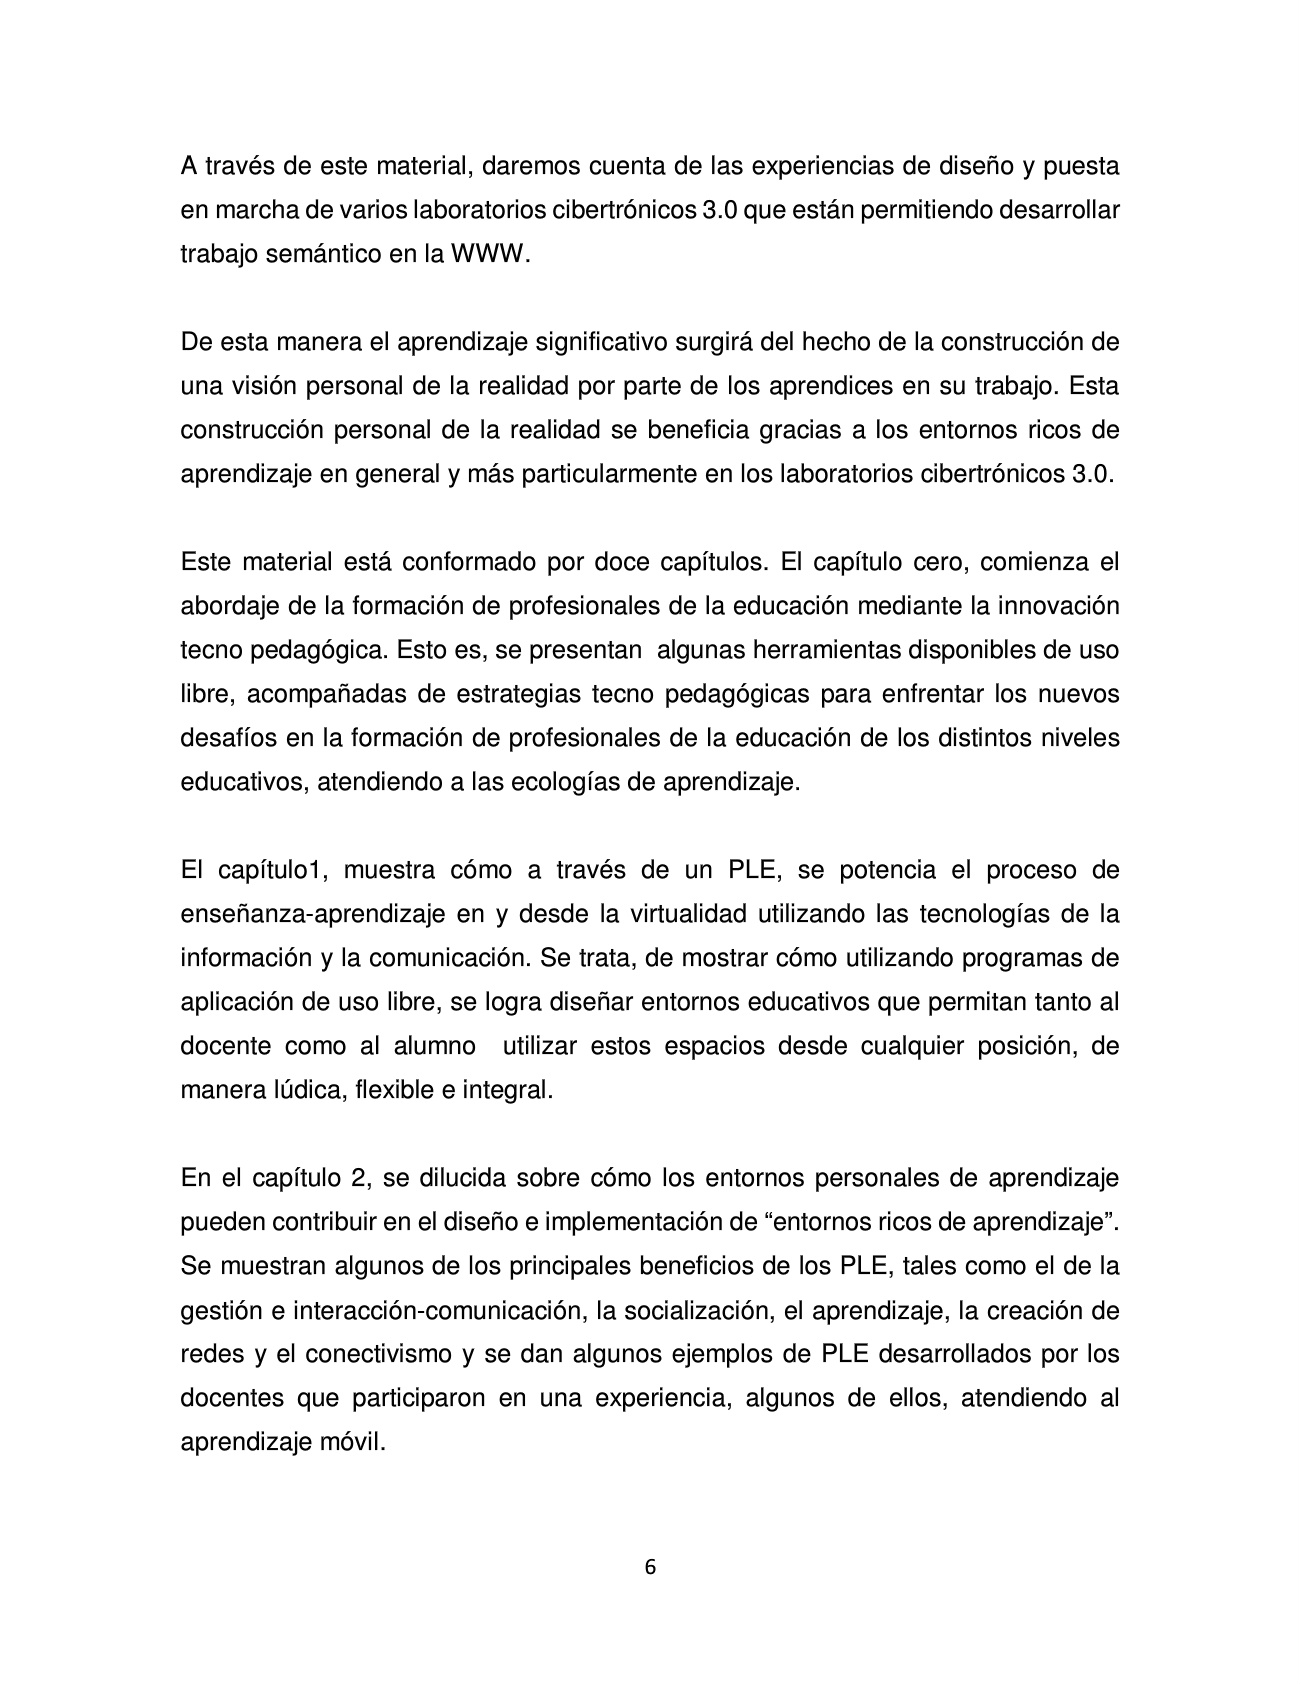 A través de este material, daremos cuenta de las experiencias de diseño y puesta
en marcha de varios laboratorios cibertrónicos 3.0 que están permitiendo desarrollar
trabajo semántico en la WWW.
De esta manera el aprendizaje significativo surgirá del hecho de la construcción de
una visión personal de la realidad por parte de los aprendices en su trabajo. Esta
construcción personal de la realidad se beneficia gracias a los entornos ricos de
aprendizaje en general y más particularmente en los laboratorios cibertrónicos 3.0.
Este material está conformado por doce capítulos. El capítulo cero, comienza el
abordaje de la formación de profesionales de la educación mediante la innovación
tecno pedagógica. Esto es, se presentan  algunas herramientas disponibles de uso
libre, acompañadas de estrategias tecno pedagógicas para enfrentar los nuevos
desafíos en la formación de profesionales de la educación de los distintos niveles
educativos, atendiendo a las ecologías de aprendizaje.
El capítulo1, muestra cómo a través de un PLE, se potencia el proceso de
enseñanza-aprendizaje en y desde la virtualidad utilizando las tecnologías de la
información y la comunicación. Se trata, de mostrar cómo utilizando programas de
aplicación de uso libre, se logra diseñar entornos educativos que permitan tanto al
docente como al alumno  utilizar estos espacios desde cualquier posición, de
manera lúdica, flexible e integral.
En el capítulo 2, se dilucida sobre cómo los entornos personales de aprendizaje
pueden contribuir en el diseño e implementación de “entornos ricos de aprendizaje”.
Se muestran algunos de los principales beneficios de los PLE, tales como el de la
gestión e interacción-comunicación, la socialización, el aprendizaje, la creación de
redes y el conectivismo y se dan algunos ejemplos de PLE desarrollados por los
docentes que participaron en una experiencia, algunos de ellos, atendiendo al
aprendizaje móvil.
6